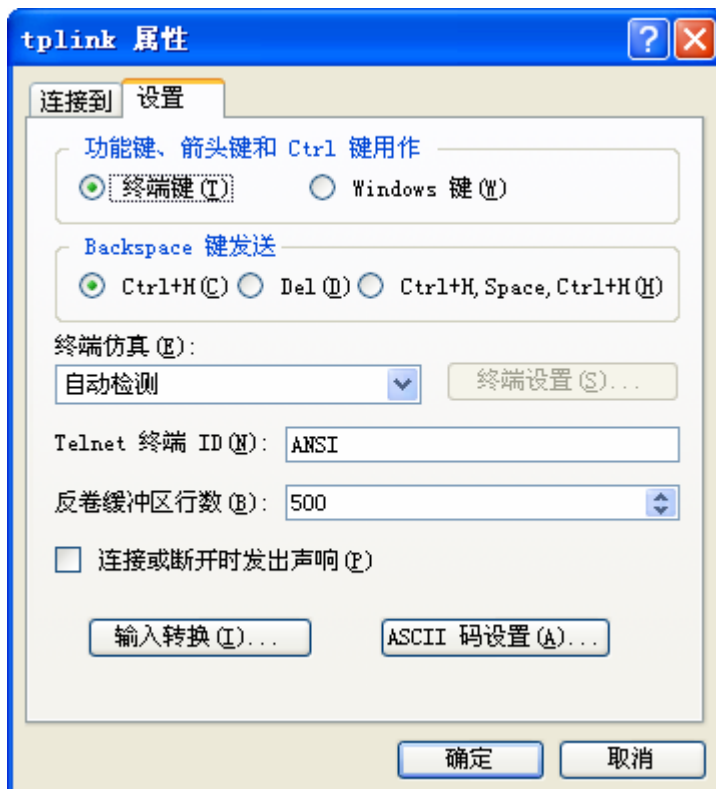 tplink 属性
连接到 设置
功能键、箭头键和 Ctrl 键用作
终端键(T) Windows 键(W)
Backspace 键发送
Ctrl+H(C) Del(D) Ctrl+H, Space, Ctrl+H(H)
终端仿真(E):
自动检测 终端设置(S)...
Telnet 终端 ID(N): ANSI
反卷缓冲区行数(B): 500
连接或断开时发出声响(P)
输入转换(I)... ASCII 码设置(A)...
确定 取消